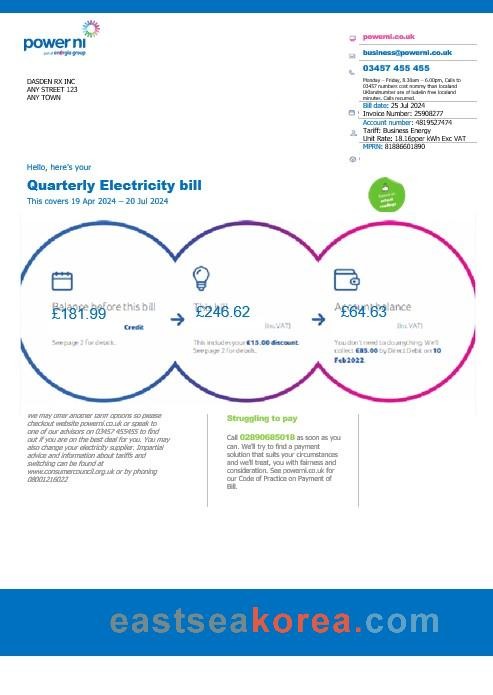 power ni
part of energia group
powerni.co.uk
business@powerni.co.uk
03457 455 455
Monday – Friday, 8.30am – 6.00pm, Calls to
03457 numbers cost nommy than localand
minutes. Calls recurred.
Bill date: 25 Jul 2024
Invoice Number: 25908277
Account number: 4819527474
Tariff: Business Energy
Unit Rate: 18.16pper kWh Exc VAT
MPRN: 81886601890
DASDEN RX INC
ANY STREET 123
ANY TOWN
Hello, here's your
Quarterly Electricity bill
This covers 19 Apr 2024 – 20 Jul 2024
Balance before this bill
£181.99
Credit
See page 2 for details.
This bill
£246.62
(Inc.VAT)
This includes your €15.00 discount.
See page 2 for details.
Account balance
£64.63
(Inc.VAT)
You don't need to do anything. We'll
collect €85.00 by Direct Debit on 10
Feb2022.
We may offer another tariff options so please
checkout website powerni.co.uk or speak to
one of our advisors on 03457 455455 to find
out if you are on the best deal for you. You may
also change your electricity supplier. Impartial
advice and information about tariffs and
switching can be found at
www.consumercouncil.org.uk or by phoning
08001216022
Struggling to pay
Call 02890685018 as soon as you
can. We'll try to find a payment
solution that suits your circumstances
and we'll treat, you with fairness and
consideration. See powerni.co.uk for
our Code of Practice on Payment of
Bill.
eastseakorea.com